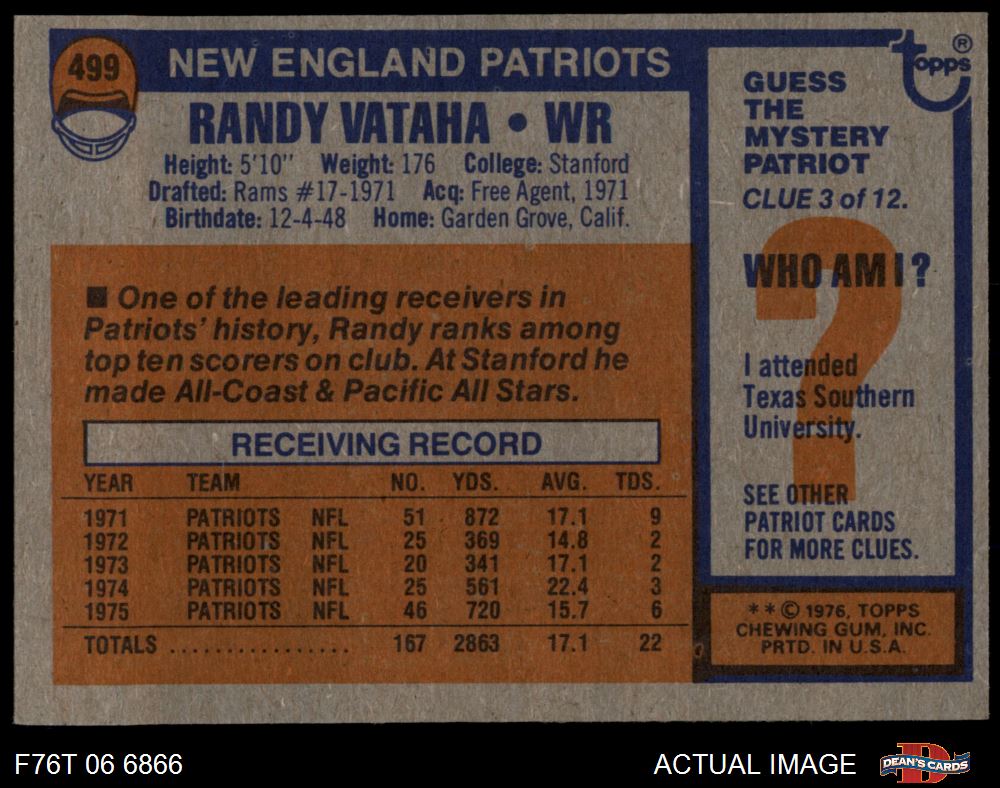 499
NEW ENGLAND PATRIOTS
RANDY VATAHA • WR
Height: 5'10" Weight: 176 College: Stanford
Drafted: Rams #17-1971 Acq: Free Agent, 1971
Birthdate: 12-4-48 Home: Garden Grove, Calif.
■ One of the leading receivers in
Patriots' history, Randy ranks among
top ten scorers on club. At Stanford he
made All-Coast & Pacific All Stars.
RECEIVING RECORD
YEAR TEAM NO. YDS. AVG. TDS.
1971 PATRIOTS NFL 51 872 17.1 9
1972 PATRIOTS NFL 25 369 14.8 2
1973 PATRIOTS NFL 20 341 17.1 2
1974 PATRIOTS NFL 25 561 22.4 3
1975 PATRIOTS NFL 46 720 15.7 6
TOTALS ................ 167 2863 17.1 22
topps ®
GUESS
THE
MYSTERY
PATRIOT
CLUE 3 of 12.
WHO AM I ?
I attended
Texas Southern
University.
SEE OTHER
PATRIOT CARDS
FOR MORE CLUES.
* * © 1976, TOPPS
CHEWING GUM, INC.
PRTD. IN U.S.A.
F76T 06 6866
ACTUAL IMAGE
D
DEAN'S CARDS